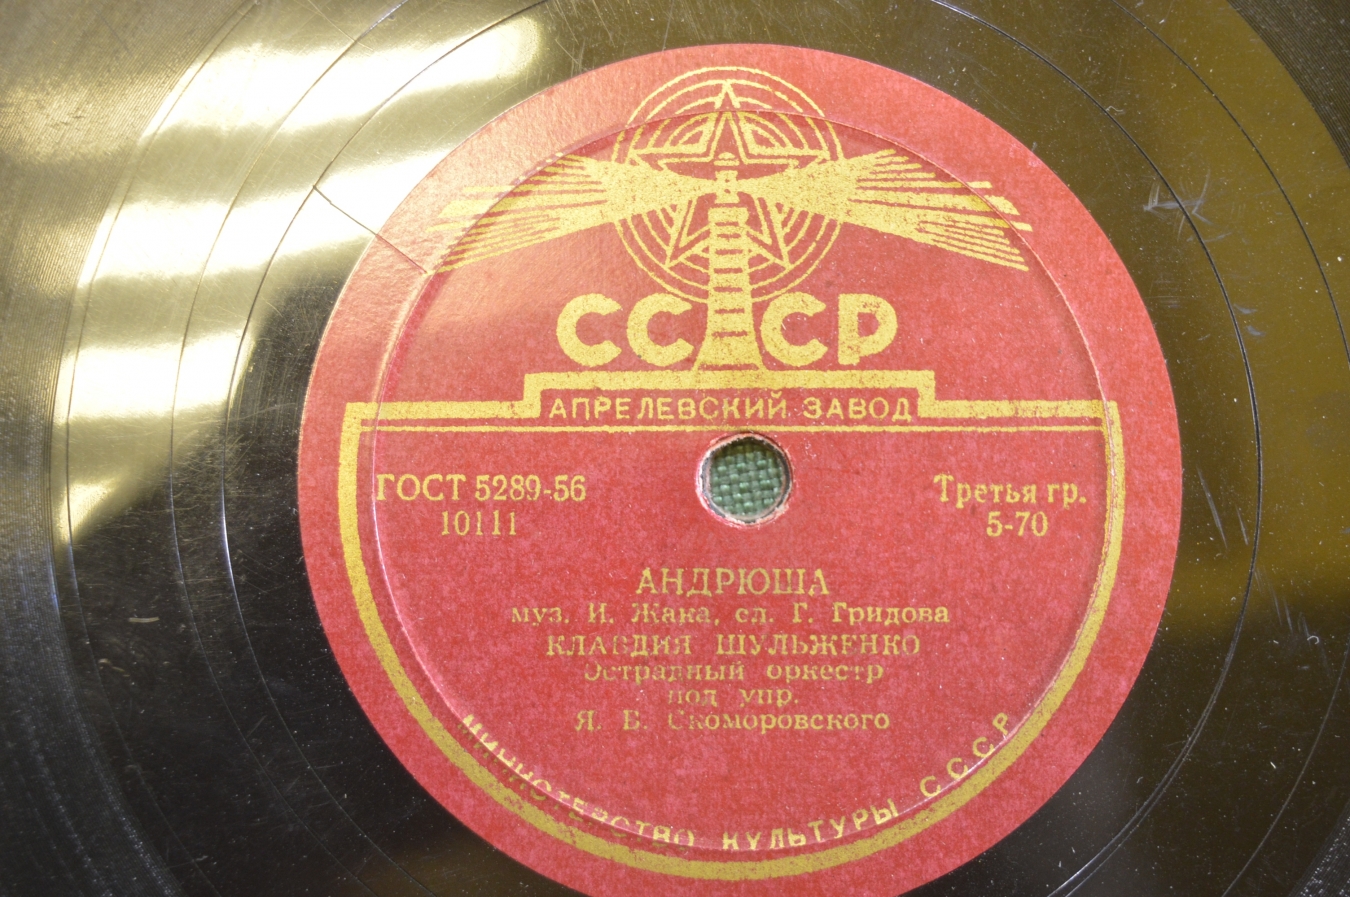 СССР
АПРЕЛЕВСКИЙ ЗАВОД
ГОСТ 5289-56
10111
Третья гр.
5-70
АНДРЮША
муз. И. Жака, сл. Г. Гридова
КЛАВДИЯ ШУЛЬЖЕНКО
Эстрадный оркестр
под упр.
Я. Б. Скоморовского
МИНИСТЕРСТВО КУЛЬТУРЫ СССР